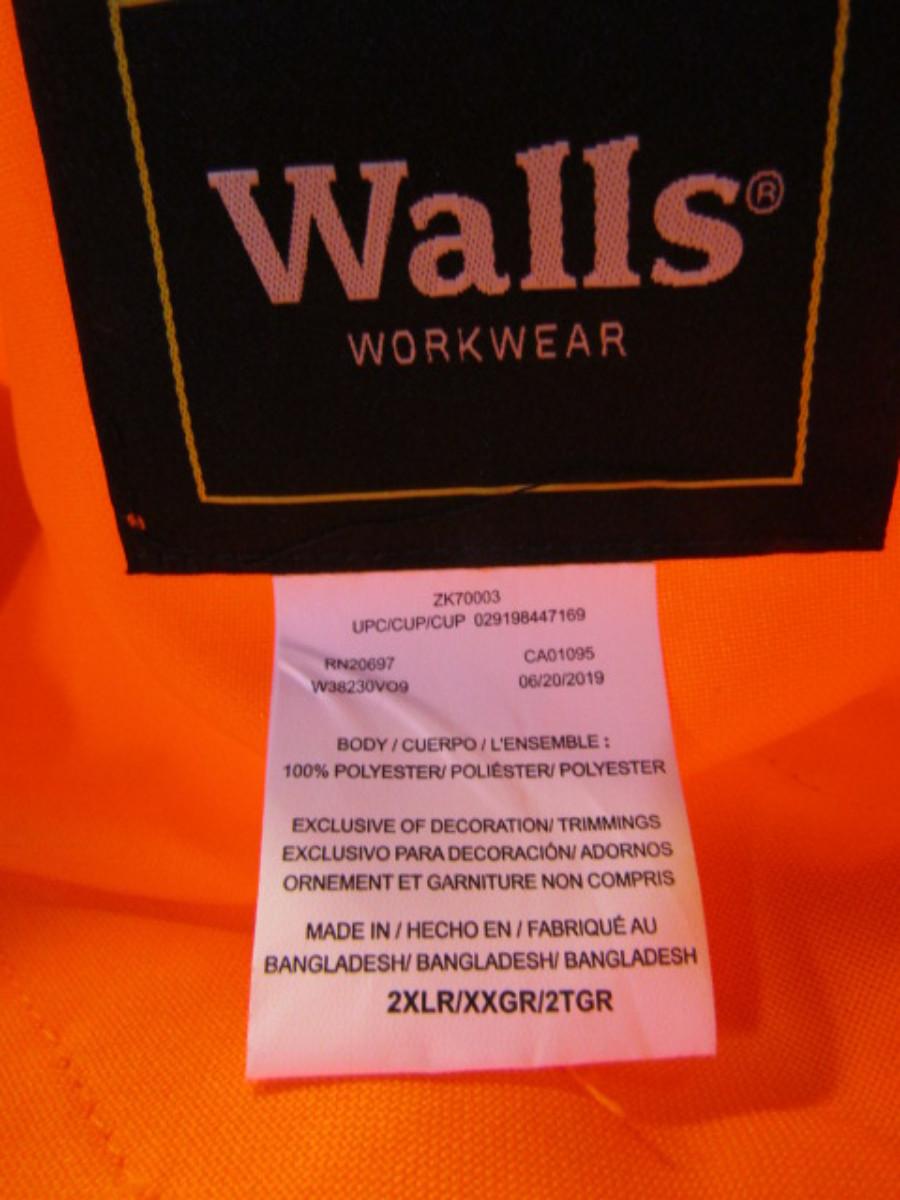 Walls®
WORKWEAR
ZK70003
UPC/CUP/CUP 029198447169
RN20697 CA01095
W38230VO9 06/20/2019
BODY / CUERPO / L'ENSEMBLE :
100% POLYESTER/ POLIÉSTER/ POLYESTER
EXCLUSIVE OF DECORATION/ TRIMMINGS
EXCLUSIVO PARA DECORACIÓN/ ADORNOS
ORNEMENT ET GARNITURE NON COMPRIS
MADE IN / HECHO EN / FABRIQUÉ AU
BANGLADESH/ BANGLADESH/ BANGLADESH
2XLR/XXGR/2TGR